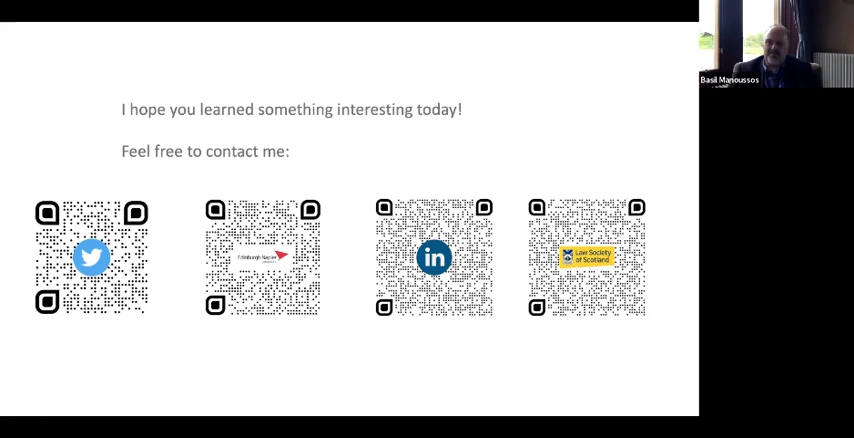 I hope you learned something interesting today!
Feel free to contact me:
Edinburgh Napier
in
Law Society
of Scotland
Basil Manoussos